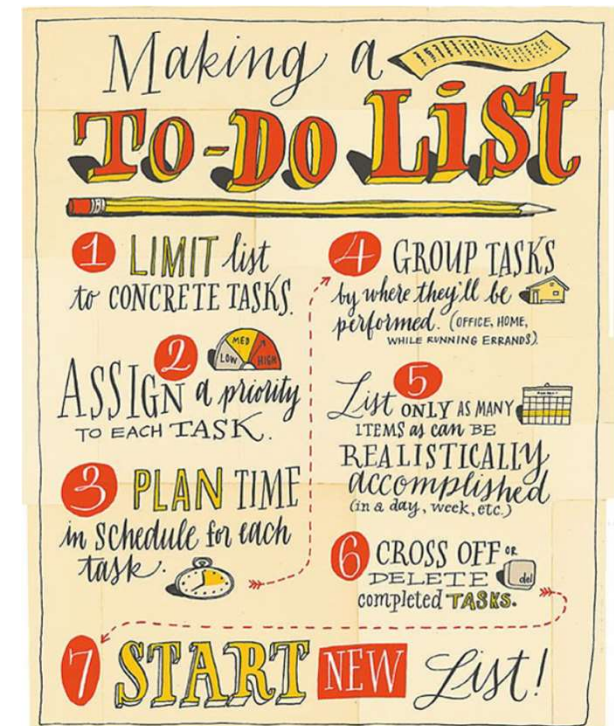 Making a
TO-DO LiSt
1 LIMIT list
to CONCRETE TASKS.
2 LOW MED HIGH
ASSIGN a priority
TO EACH TASK.
3 PLAN TIME
in schedule for each
task.
4 GROUP TASKS
by where they'll be
performed. (OFFICE, HOME,
WHILE RUNNING ERRANDS).
5
List ONLY AS MANY
ITEMS as can BE
REALISTICALLY
accomplished
(in a day, week, etc.)
6 CROSS OFF OR
DELETE del
completed TASKS.
7 START NEW List!